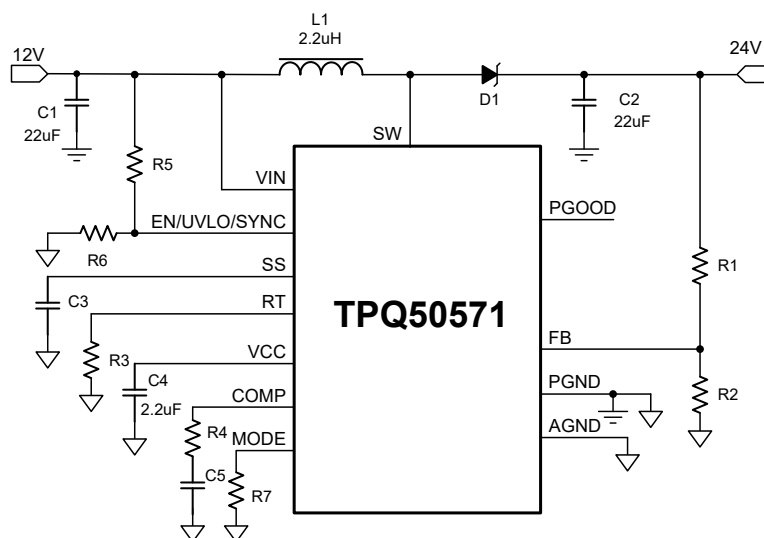 L1
2.2uH
12V
24V
C1
22uF
D1
C2
22uF
SW
R5
VIN
PGOOD
EN/UVLO/SYNC
R6
SS
R1
C3
RT
TPQ50571
R3
VCC
FB
C4
2.2uF
COMP
PGND
R2
R4
MODE
AGND
C5
R7